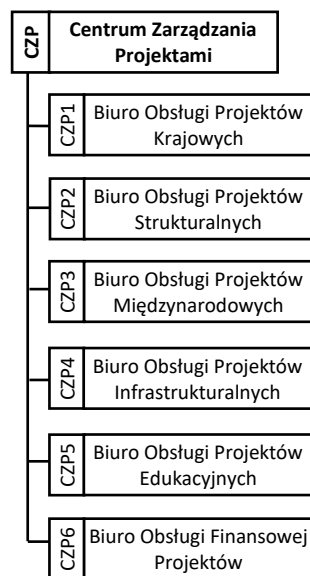 CZP
Centrum Zarządzania
Projektami
CZP1
Biuro Obsługi Projektów
Krajowych
CZP2
Biuro Obsługi Projektów
Strukturalnych
CZP3
Biuro Obsługi Projektów
Międzynarodowych
CZP4
Biuro Obsługi Projektów
Infrastrukturalnych
CZP5
Biuro Obsługi Projektów
Edukacyjnych
CZP6
Biuro Obsługi Finansowej
Projektów